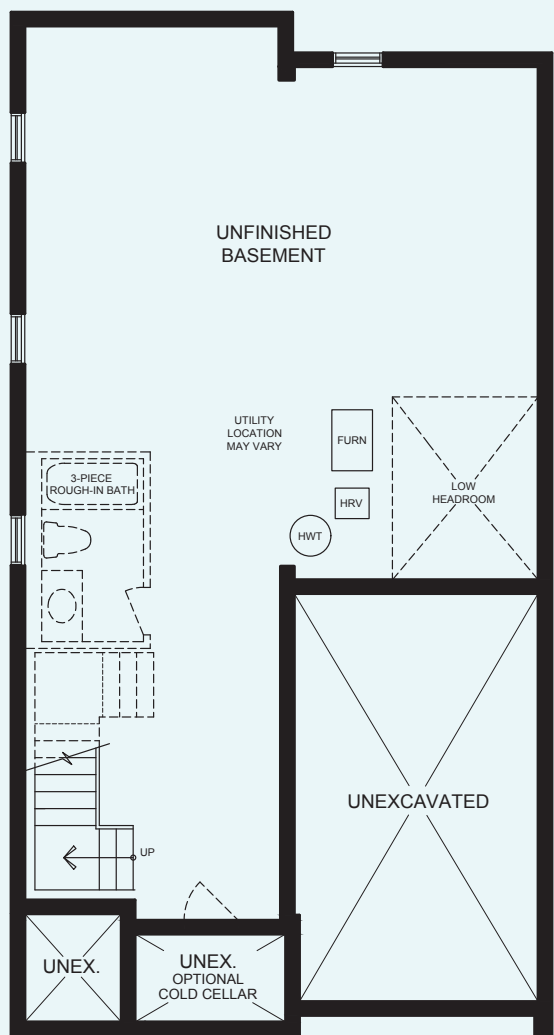 UNFINISHED
BASEMENT
UTILITY
LOCATION
MAY VARY
FURN
3-PIECE
ROUGH-IN BATH
HRV
LOW
HEADROOM
HWT
UNEXCAVATED
UP
UNEX.
UNEX.
OPTIONAL
COLD CELLAR